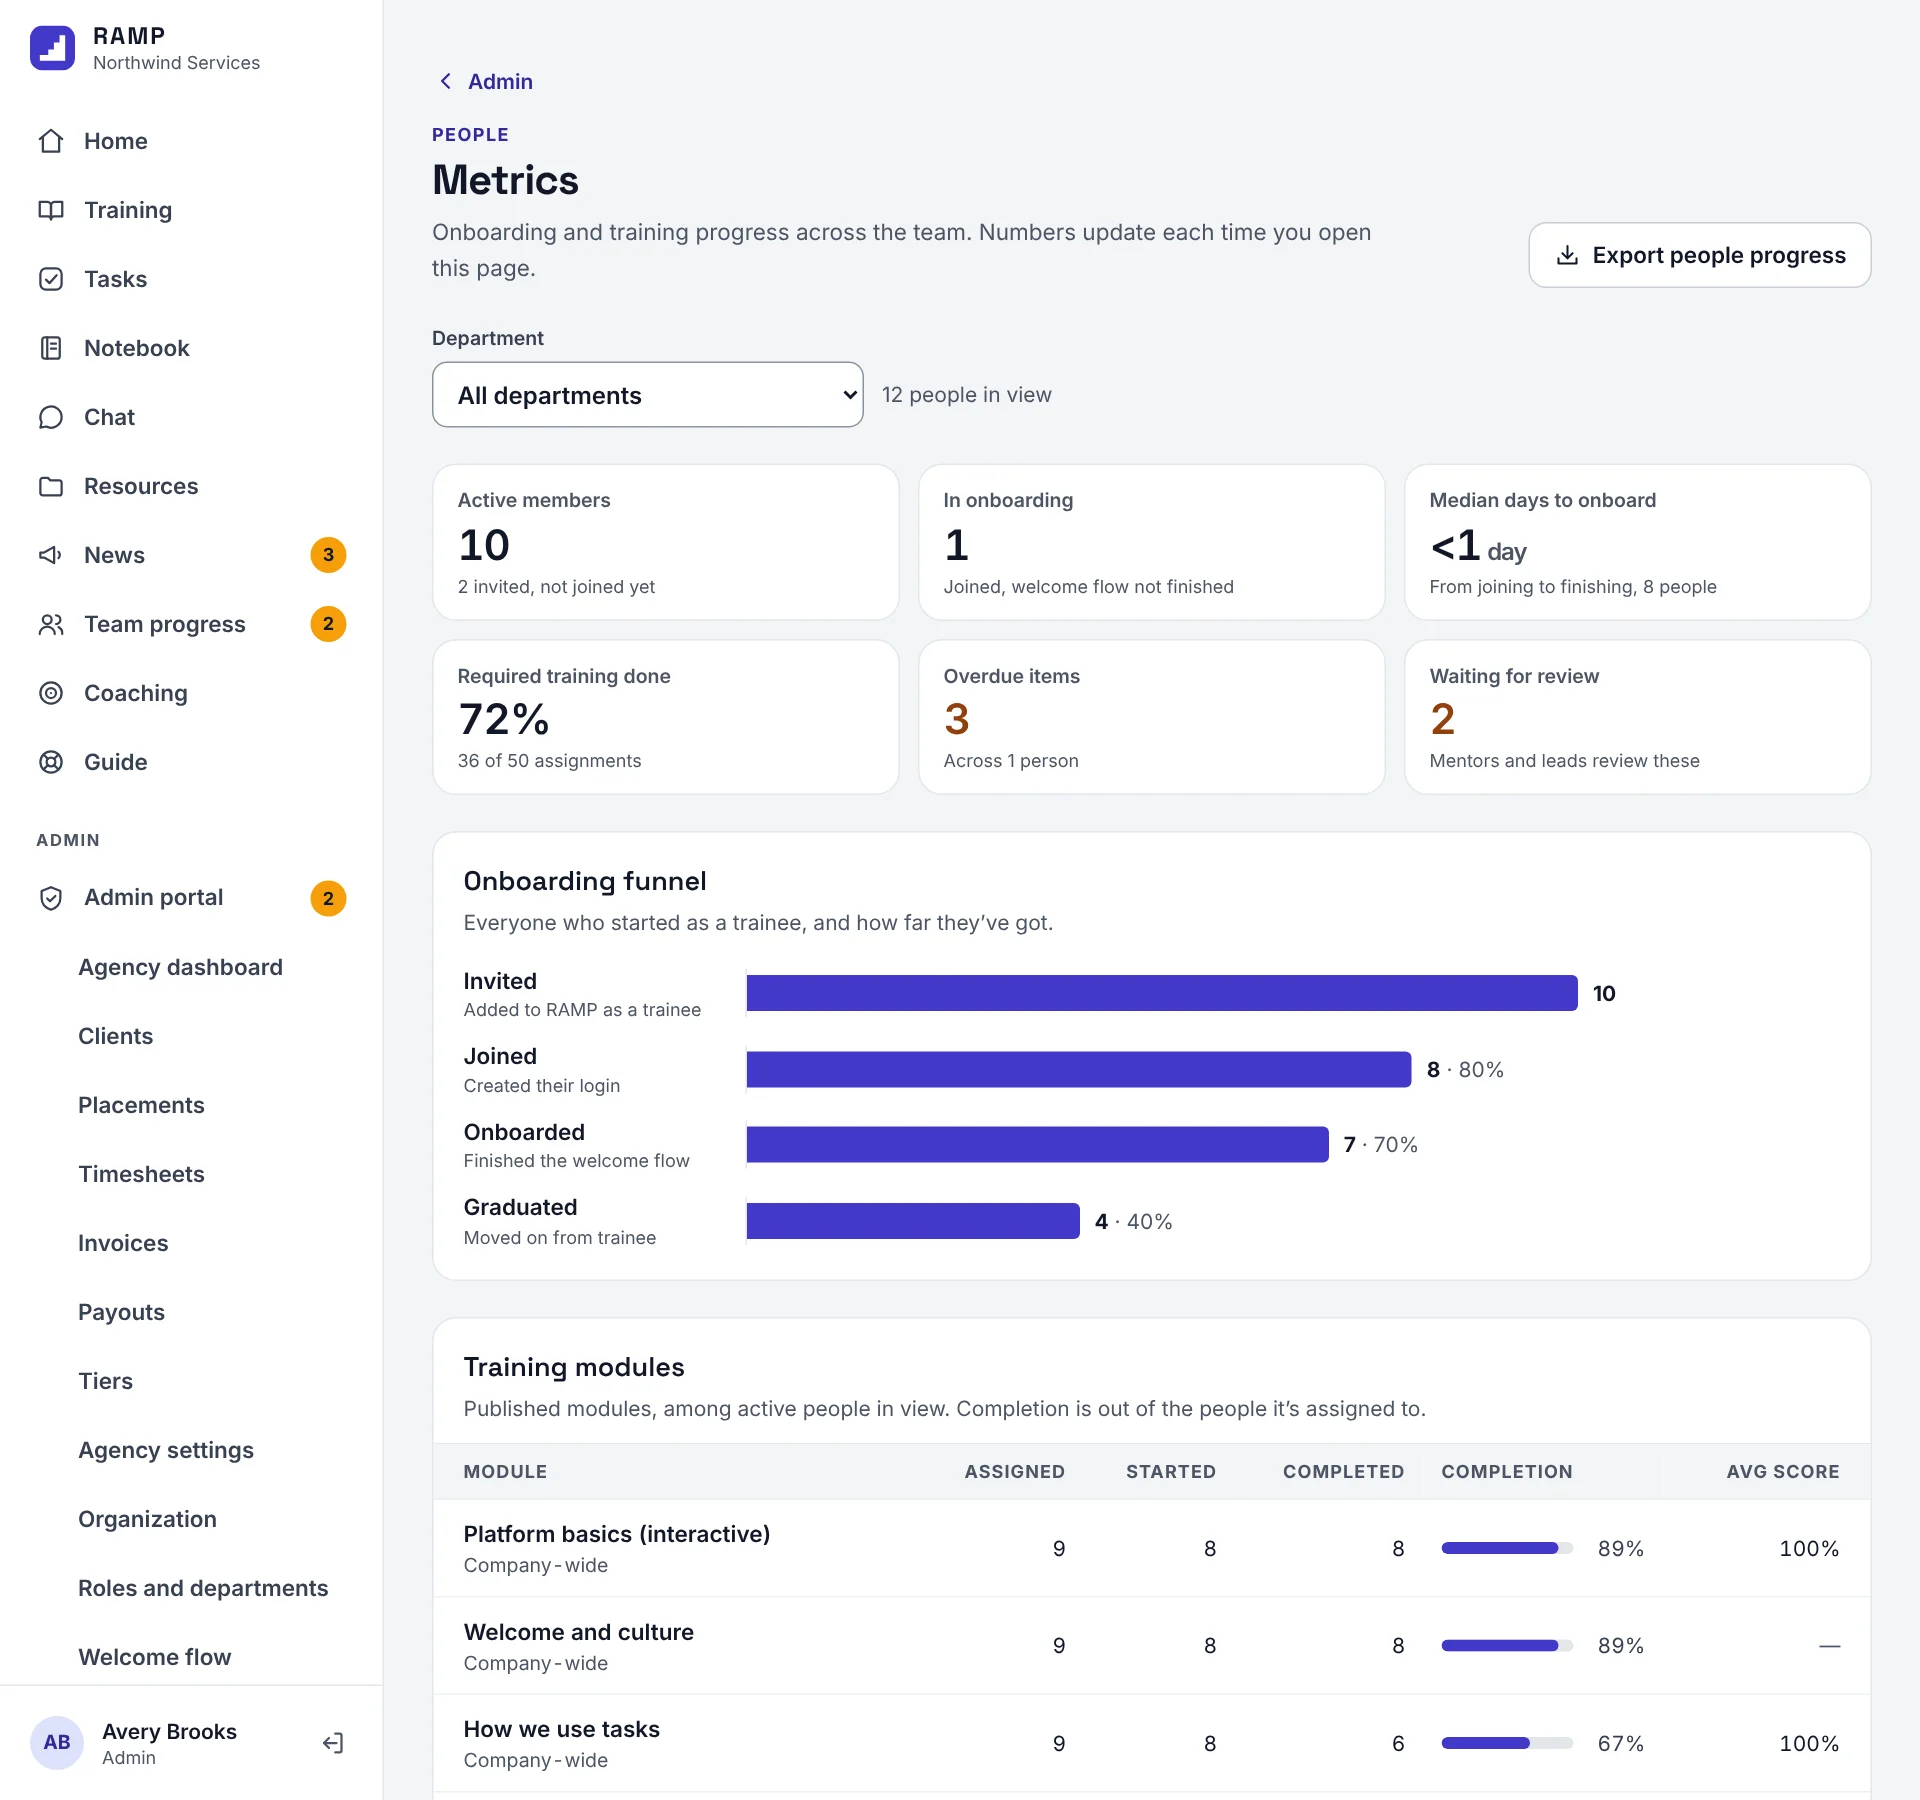 RAMP
Northwind Services
Home
Training
Tasks
Notebook
Chat
Resources
News 3
Team progress 2
Coaching
Guide
ADMIN
Admin portal 2
Agency dashboard
Clients
Placements
Timesheets
Invoices
Payouts
Tiers
Agency settings
Organization
Roles and departments
Welcome flow
AB
Avery Brooks
Admin
Admin
PEOPLE
Metrics
Onboarding and training progress across the team. Numbers update each time you open
this page.
Export people progress
Department
All departments
12 people in view
Active members
10
2 invited, not joined yet
In onboarding
1
Joined, welcome flow not finished
Median days to onboard
<1 day
From joining to finishing, 8 people
Required training done
72%
36 of 50 assignments
Overdue items
3
Across 1 person
Waiting for review
2
Mentors and leads review these
Onboarding funnel
Everyone who started as a trainee, and how far they’ve got.
Invited
Added to RAMP as a trainee
10
Joined
Created their login
8 · 80%
Onboarded
Finished the welcome flow
7 · 70%
Graduated
Moved on from trainee
4 · 40%
Training modules
Published modules, among active people in view. Completion is out of the people it’s assigned to.
MODULE ASSIGNED STARTED COMPLETED COMPLETION AVG SCORE
Platform basics (interactive)
Company-wide
9 8 8 89% 100%
Welcome and culture
Company-wide
9 8 8 89% —
How we use tasks
Company-wide
9 8 6 67% 100%